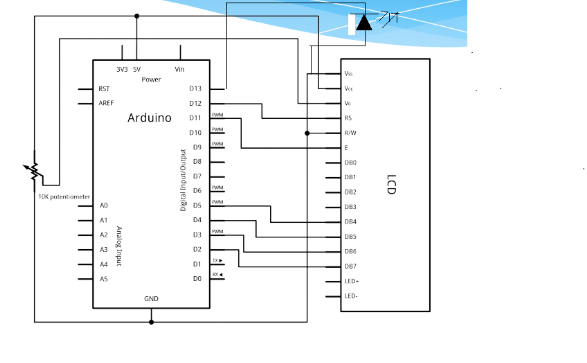 3V3 5V Vin
Power
RST
AREF
Arduino
D13
D12
PWM
D11
D10
PWM
D9
PWM
D8
D7
D6
PWM
D5
PWM
D4
D3
PWM
D2
D1
TX
D0
RX
Digital Input/Output
10K potentiometer
A0
A1
A2
A3
A4
A5
Analog Input
GND
Vss
Vcc
Vo
RS
R/W
E
DB0
DB1
DB2
DB3
DB4
DB5
DB6
DB7
LED+
LED-
LCD